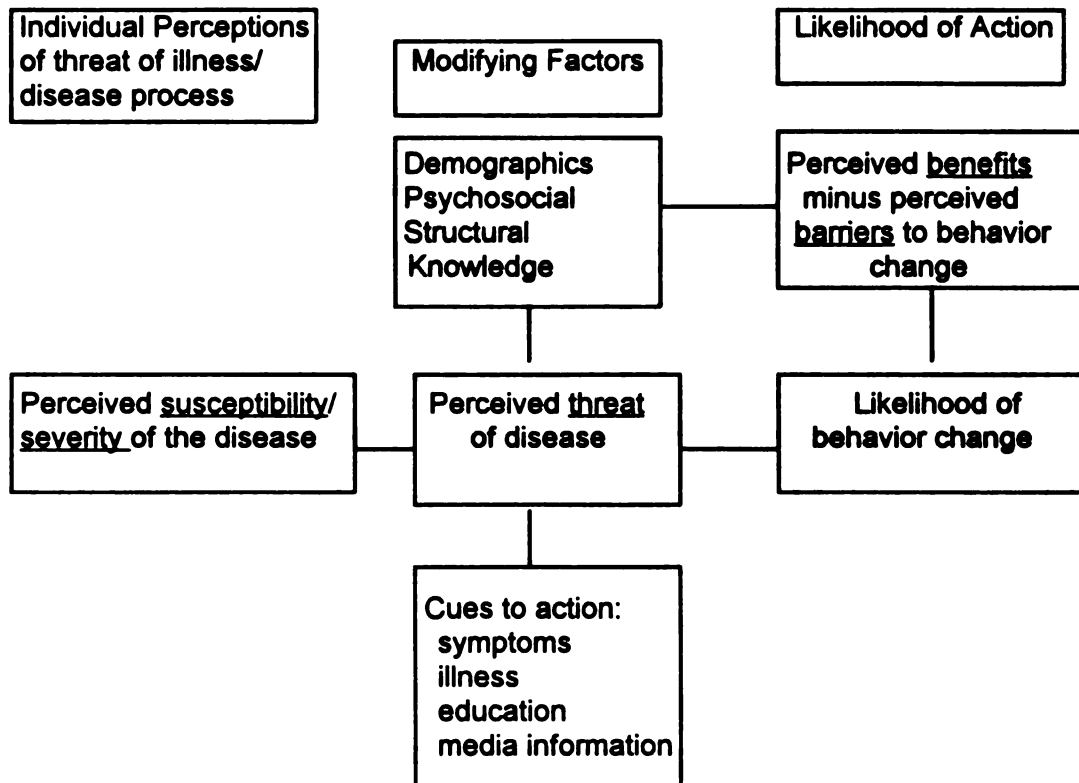 Individual Perceptions
of threat of illness/
disease process
Modifying Factors
Likelihood of Action
Demographics
Psychosocial
Structural
Knowledge
Perceived benefits
minus perceived
barriers to behavior
change
Perceived susceptibility/
severity of the disease
Perceived threat
of disease
Likelihood of
behavior change
Cues to action:
symptoms
illness
education
media information